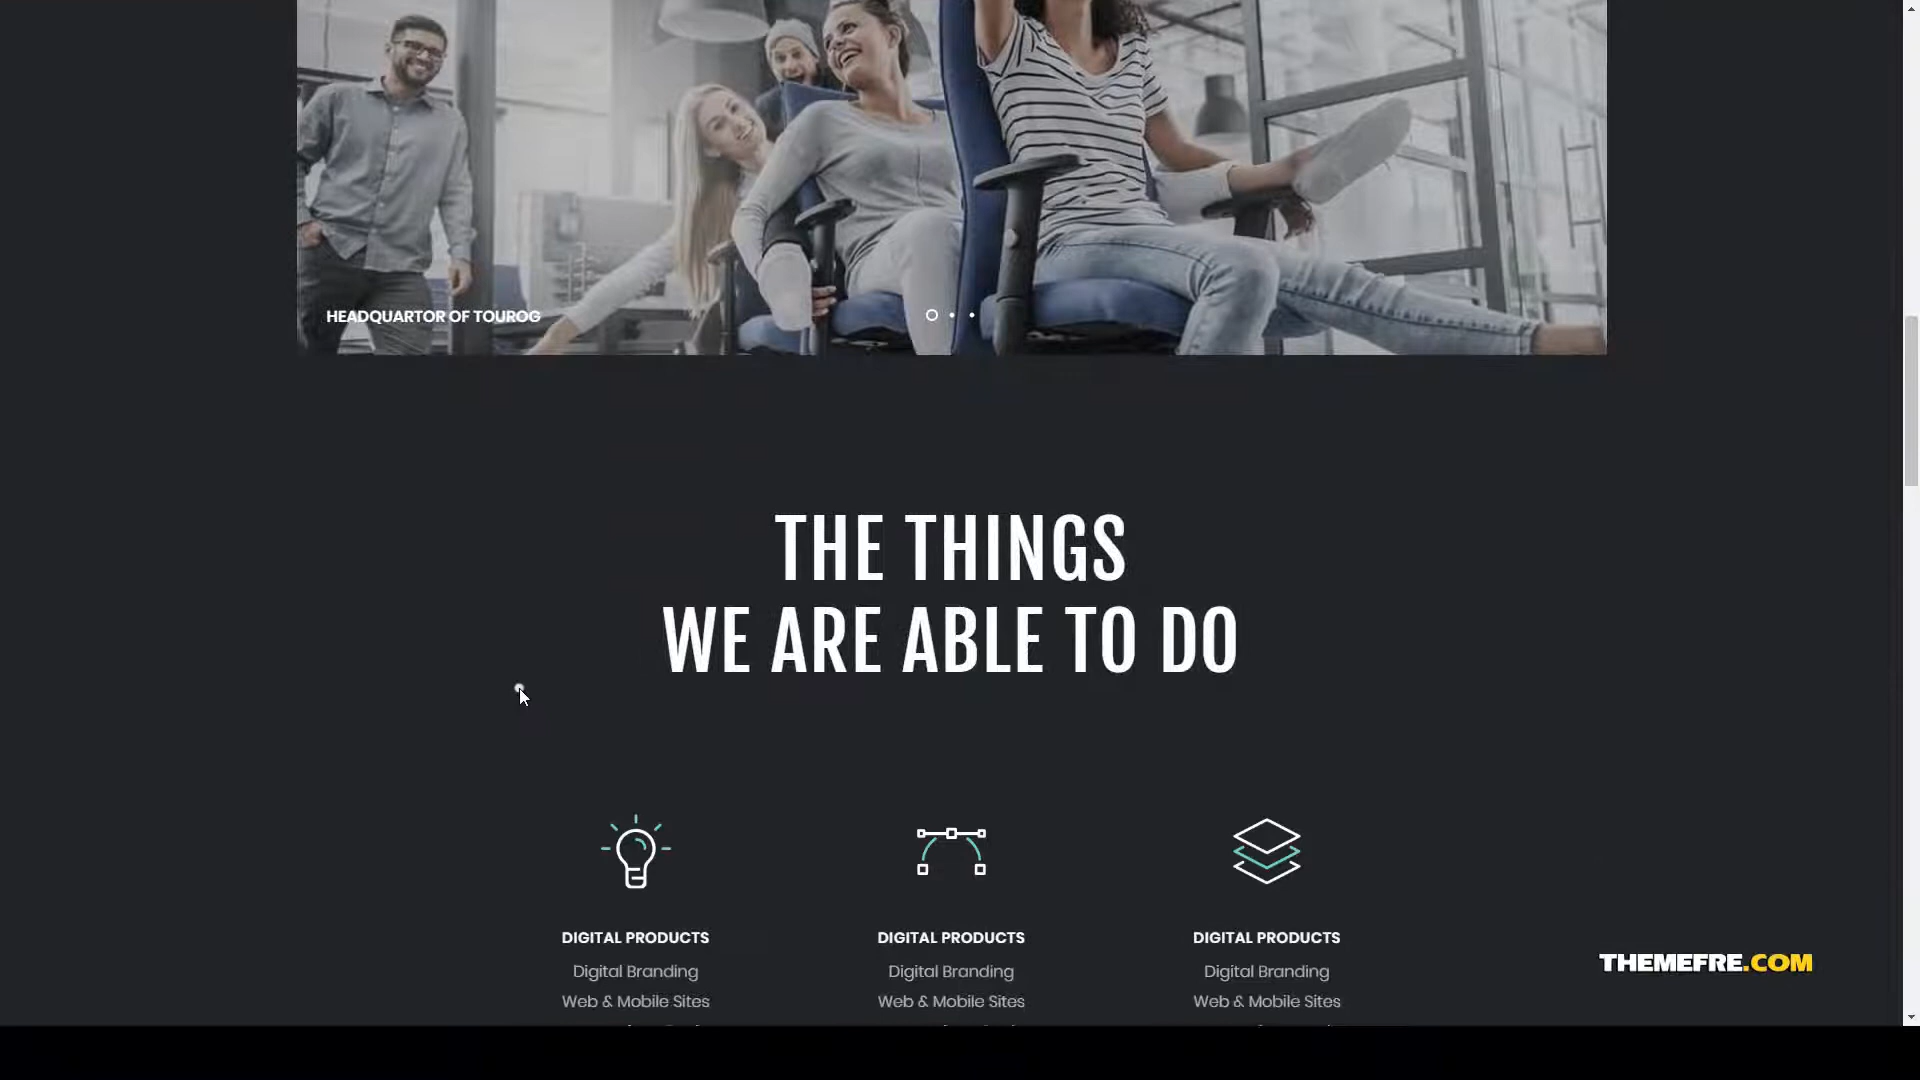 HEADQUARTOR OF TOUROG
THE THINGS
WE ARE ABLE TO DO
DIGITAL PRODUCTS
Digital Branding
Web & Mobile Sites
DIGITAL PRODUCTS
Digital Branding
Web & Mobile Sites
DIGITAL PRODUCTS
Digital Branding
Web & Mobile Sites
THEMEFRE.COM